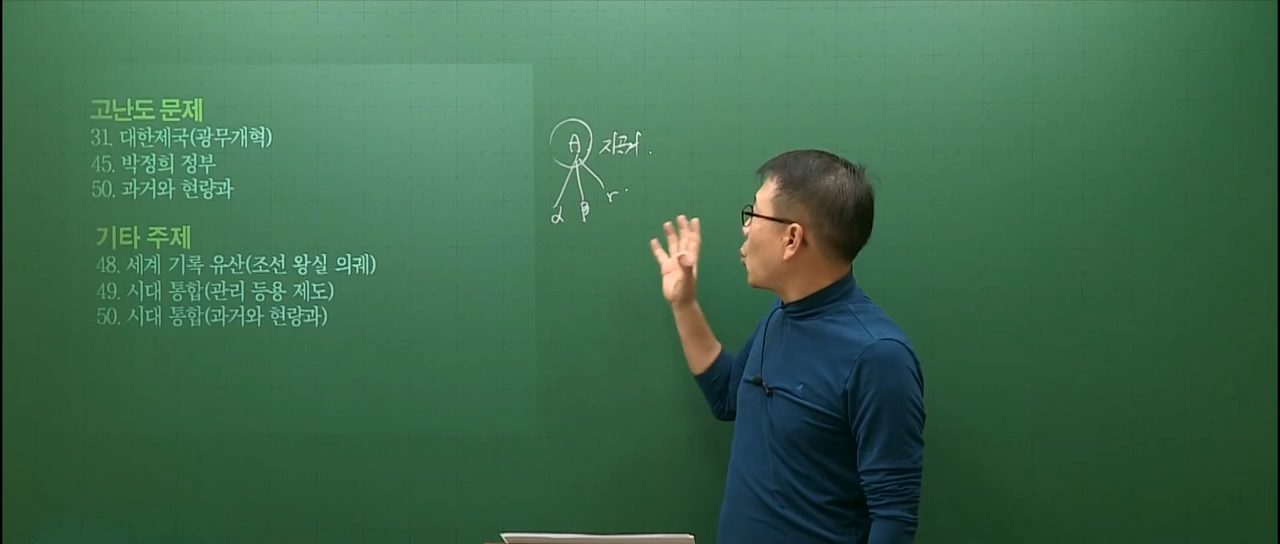 고난도 문제
31. 대한제국(광무개혁)
45. 박정희 정부
50. 과거와 현량과
기타 주제
48. 세계 기록 유산(조선 왕실 의궤)
49. 시대 통합(관리 등용 제도)
50. 시대 통합(과거와 현량과)
A
α β r